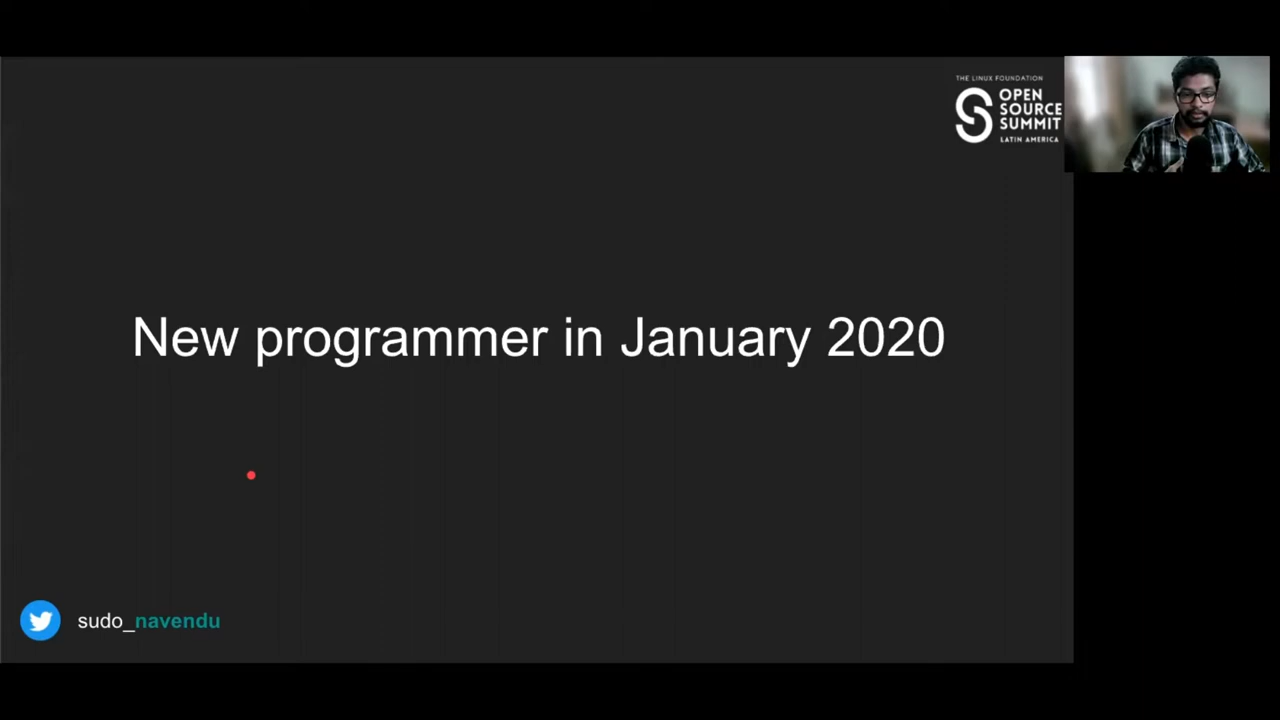 THE LINUX FOUNDATION
OPEN
SOURCE
SUMMIT
LATIN AMERICA
New programmer in January 2020
sudo_navendu